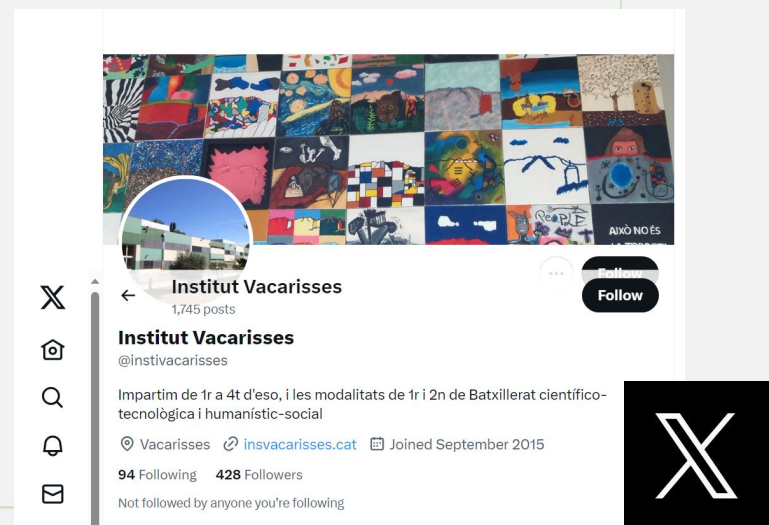 PEOPLE
AIXÒ NO ÉS
Follow
Institut Vacarisses
1,745 posts
Follow
Institut Vacarisses
@instivacarisses
Impartim de 1r a 4t d'eso, i les modalitats de 1r i 2n de Batxillerat científico-
tecnològica i humanístic-social
Vacarisses insvacarisses.cat Joined September 2015
94 Following 428 Followers
Not followed by anyone you're following